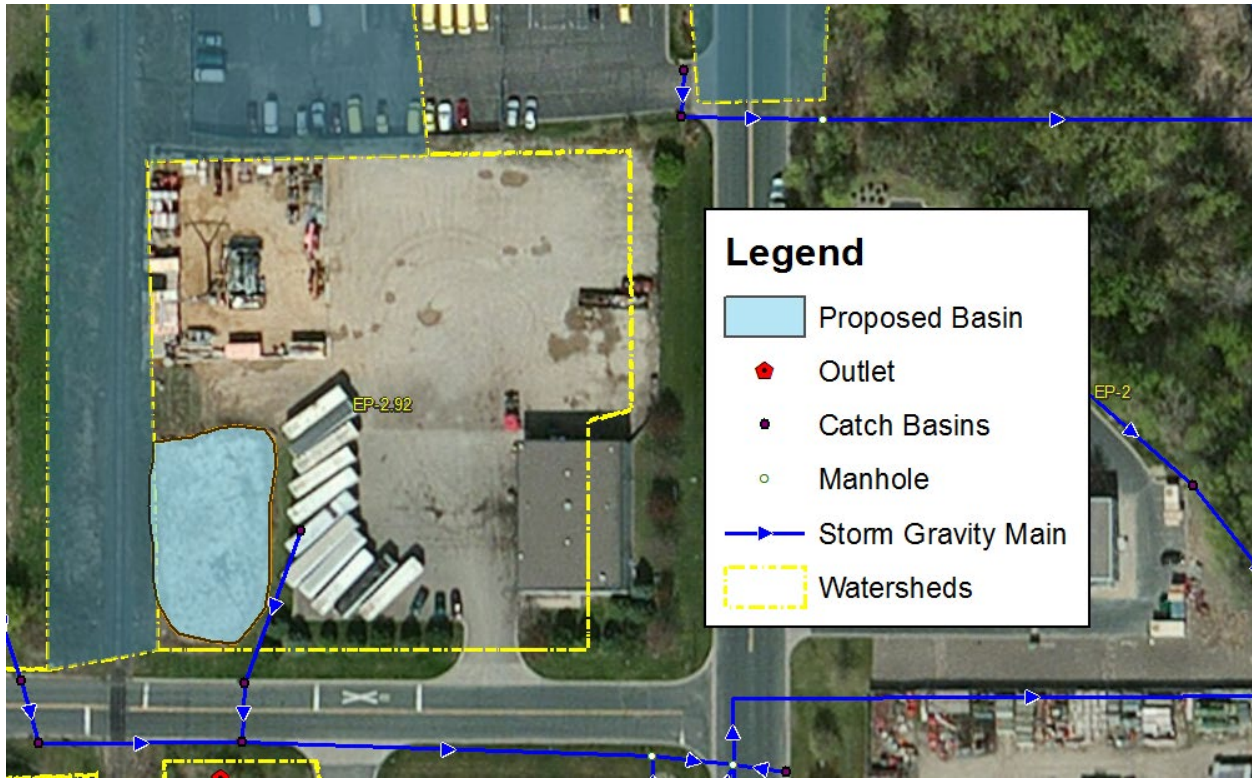 EP-2.92
Legend
Proposed Basin
Outlet
Catch Basins
Manhole
Storm Gravity Main
Watersheds
EP-2